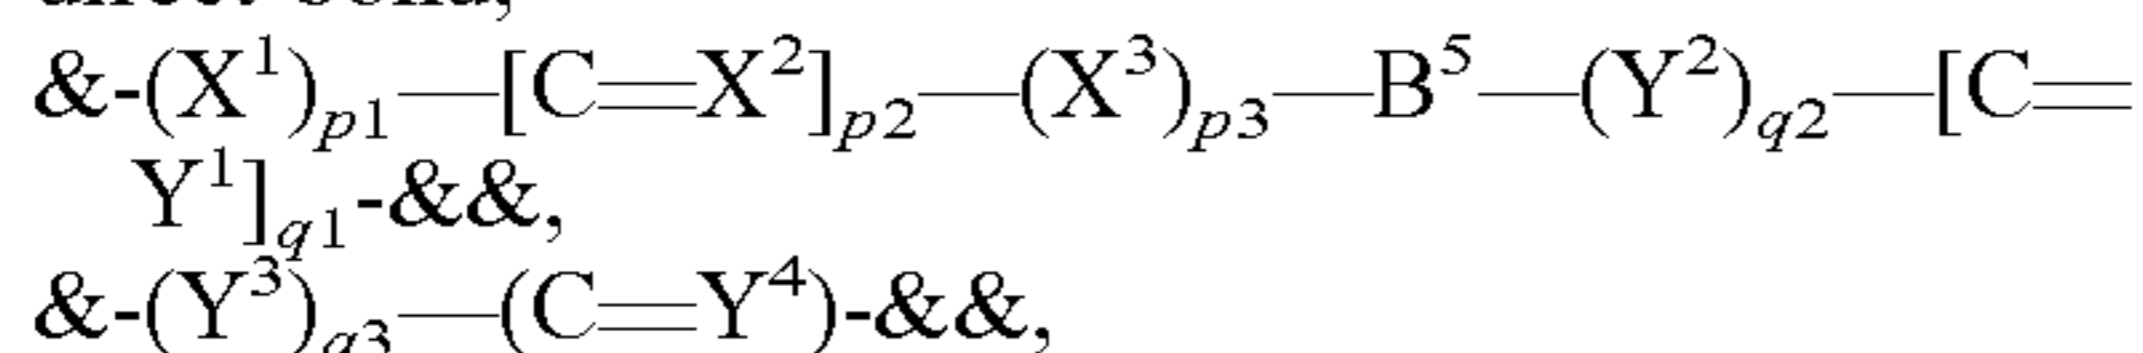 &-(X¹)ₚ₁—[C═X²]ₚ₂—(X³)ₚ₃—B⁵—(Y²)q2—[C═
Y¹]q1-&&,
&-(Y³)q3—(C═Y⁴)-&&,